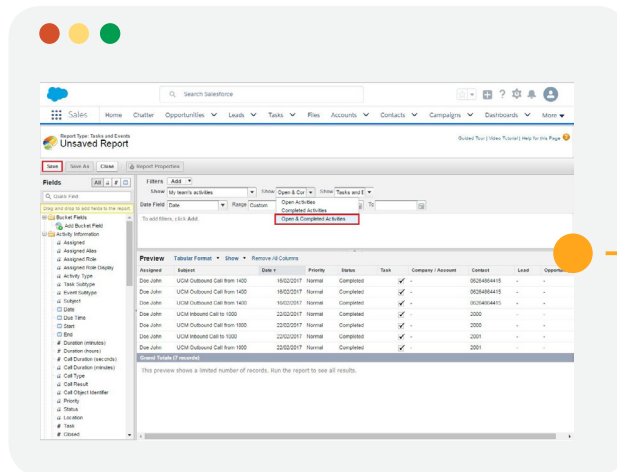 Search Salesforce
Sales Home Chatter Opportunities Leads Tasks Files Accounts Contacts Campaigns Dashboards More
Report Type: Tasks and Events
Unsaved Report
Guided Tour | Video Tutorial | Help for this Page
Save Save As Close Report Properties
Fields All
Quick Find
Drag and drop to add fields to the report.
Bucket Fields
Add Bucket Field
Activity Information
Assigned
Assigned Alias
Assigned Role
Assigned Role Display
Activity Type
Task Subtype
Event Subtype
Subject
Date
Due Time
Start
End
Duration (minutes)
Duration (hours)
Call Duration (seconds)
Call Duration (minutes)
Call Type
Call Result
Call Object Identifier
Priority
Status
Location
Task
Closed
Filters Add
Show My team's activities Show Open & Cor Show Tasks and E
Date Field Date Range Custom To
Open Activities
Completed Activities
Open & Completed Activities
To add filters, click Add.
Preview Tabular Format Show Remove All Columns
Assigned Subject Date Priority Status Task Company / Account Contact Lead Opportun
Doe John UCM Outbound Call from 1400 16/02/2017 Normal Completed - 06264864415 - -
Doe John UCM Outbound Call from 1400 16/02/2017 Normal Completed - - -
Doe John UCM Outbound Call from 1400 16/02/2017 Normal Completed - - -
Doe John UCM Inbound Call to 1000 22/02/2017 Normal Completed - 2000 - -
Doe John UCM Outbound Call from 1000 22/02/2017 Normal Completed - 2000 - -
Doe John UCM Inbound Call to 1000 22/02/2017 Normal Completed - 2001 - -
Doe John UCM Outbound Call from 1000 22/02/2017 Normal Completed - 2001 - -
Grand Totals (7 records)
This preview shows a limited number of records. Run the report to see all results.